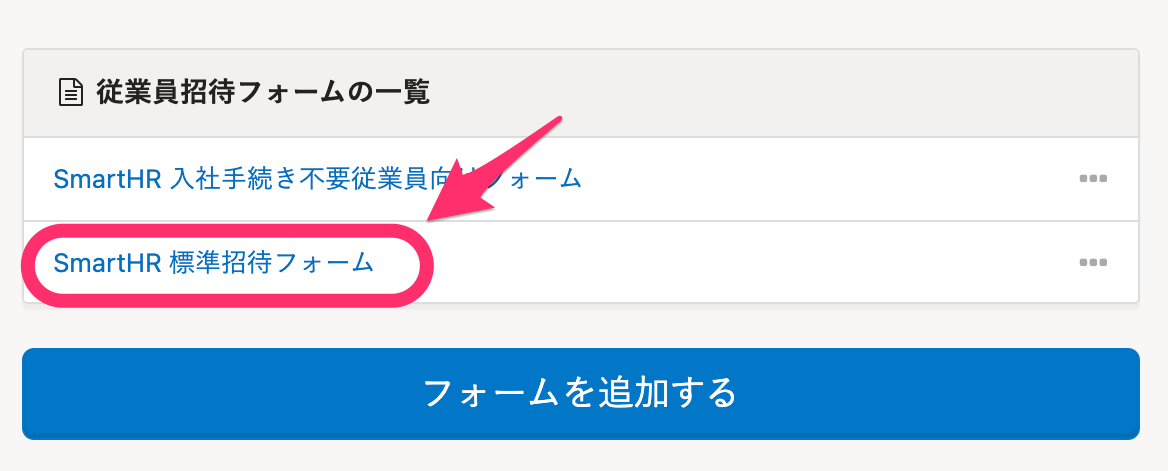 従業員招待フォームの一覧
SmartHR 入社手続き不要従業員向けフォーム
SmartHR 標準招待フォーム
フォームを追加する